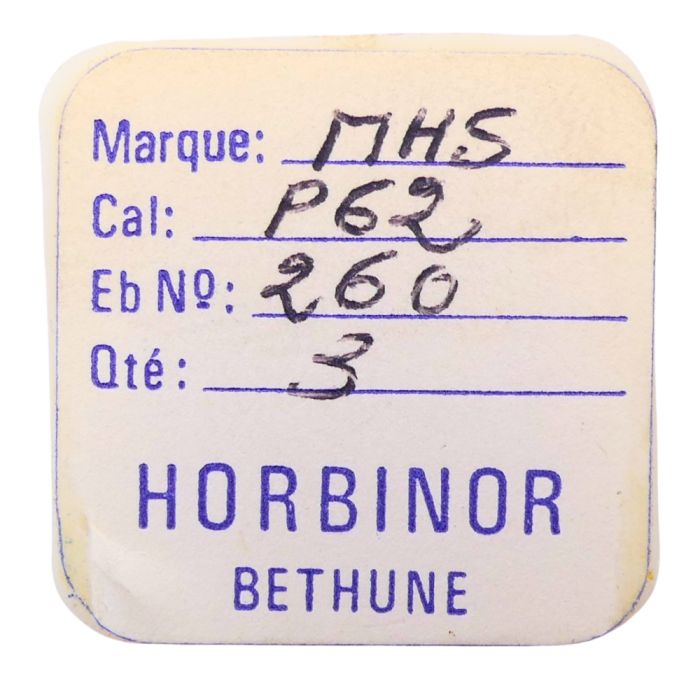 Marque: MHS
Cal: P62
Eb Nº: 260
Qté: 3
HORBINOR
BETHUNE